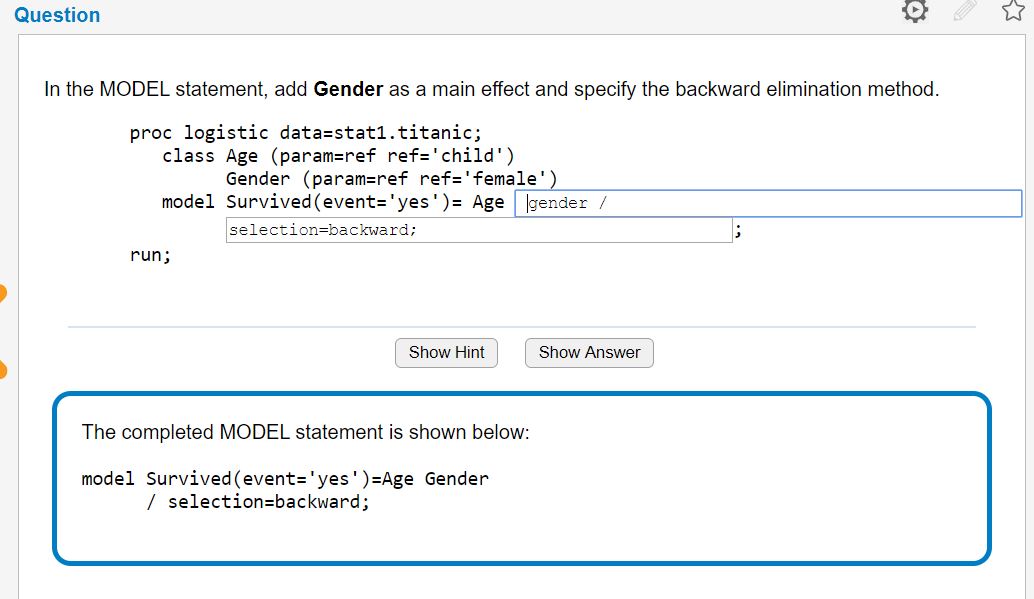 Question
In the MODEL statement, add Gender as a main effect and specify the backward elimination method.
proc logistic data=stat1.titanic;
class Age (param=ref ref='child')
Gender (param=ref ref='female')
model Survived(event='yes')= Age gender /
selection=backward; ;
run;
Show Hint Show Answer
The completed MODEL statement is shown below:
model Survived(event='yes')=Age Gender
/ selection=backward;